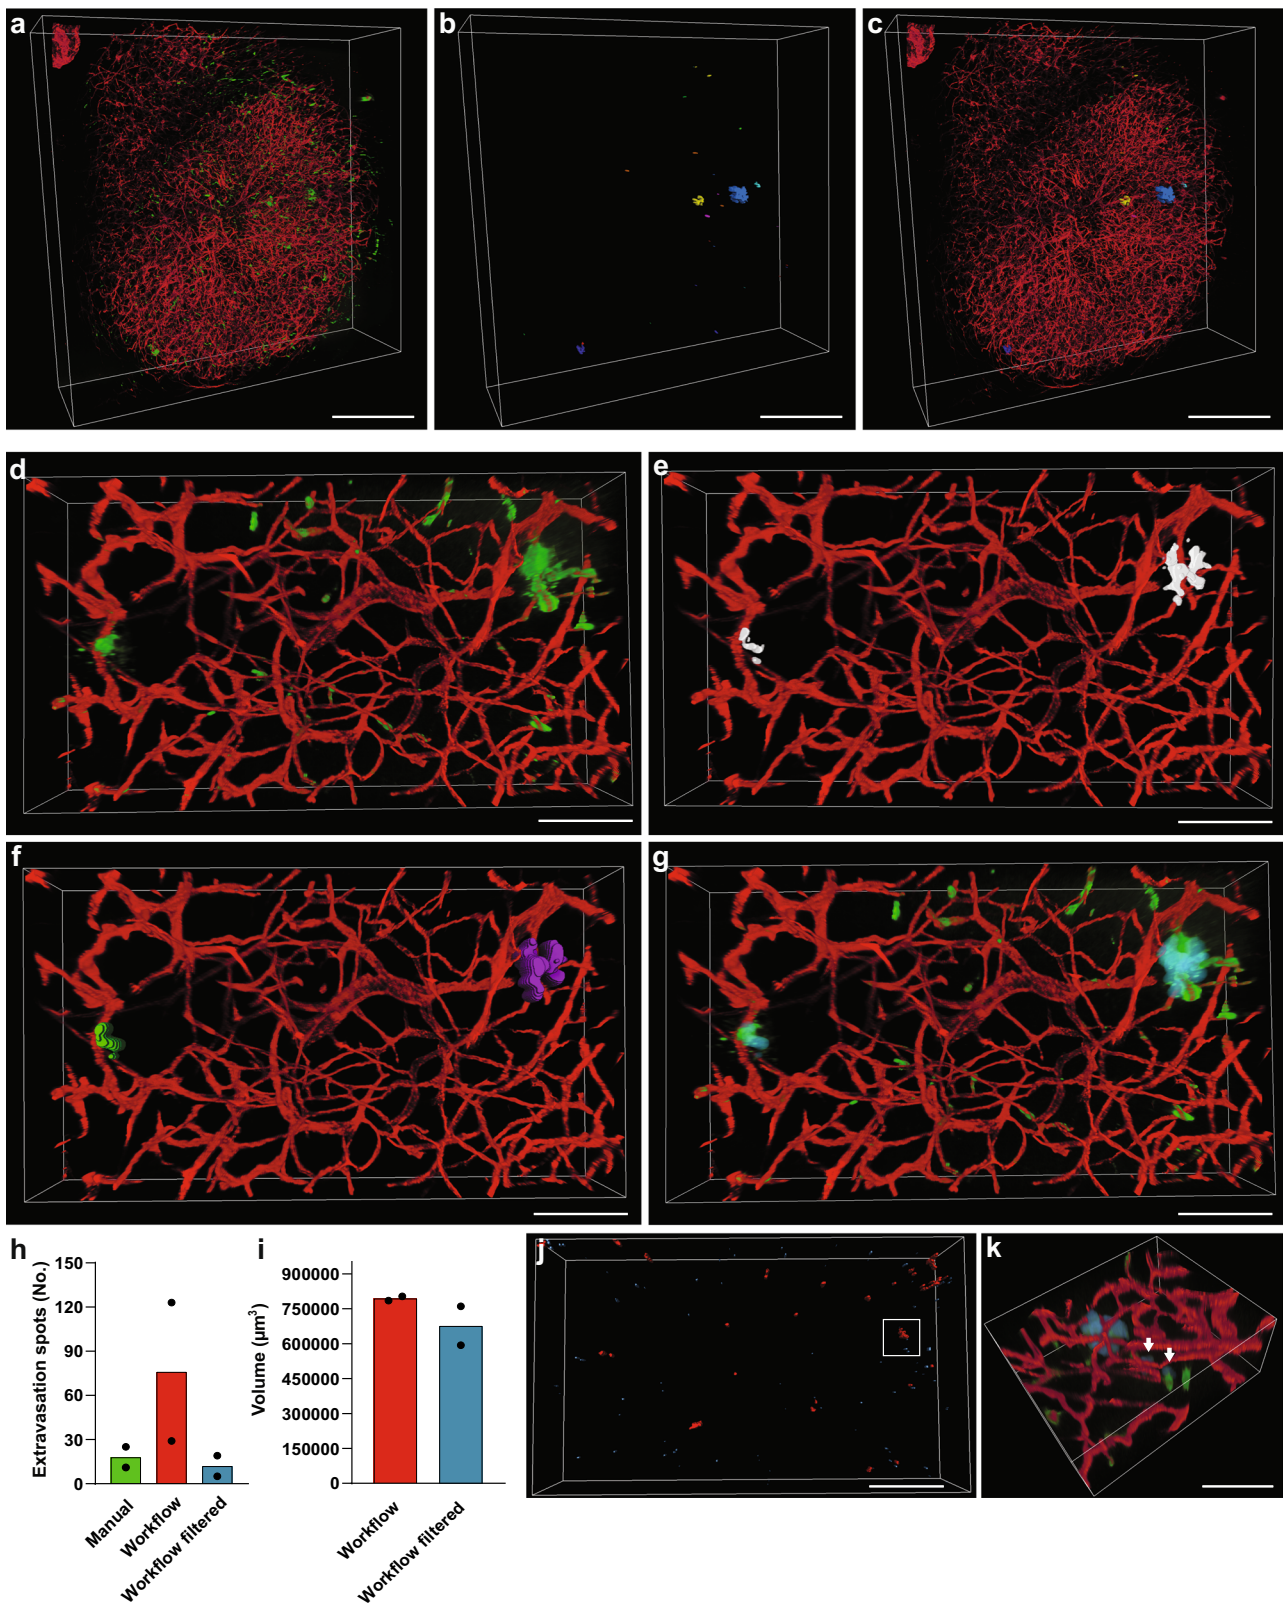 a
b
c
d
e
f
g
h
Extravasation spots (No.)
150
120
90
60
30
0
Manual
Workflow
Workflow filtered
i
Volume (µm³)
900000
750000
600000
450000
300000
150000
0
Workflow
Workflow filtered
j
k